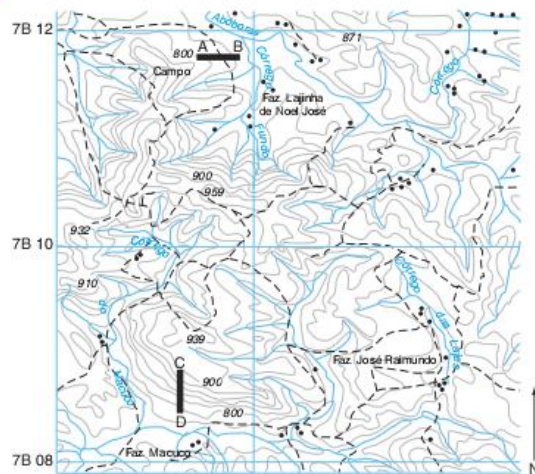 7B 12
Aboboras
871
800
A B
Campo
Córrego
Córrego
Faz. Lajinha
de Noel José
Fundo
900
959
932
7B 10
Córrego
910
do
Córrego
das
Lajes
939
C
Faz. José Raimundo
900
D
800
Faz. Macuco
7B 08
N